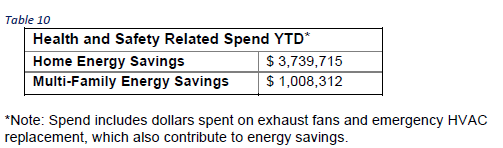 Table 10
Health and Safety Related Spend YTD*
Home Energy Savings $ 3,739,715
Multi-Family Energy Savings $ 1,008,312
*Note: Spend includes dollars spent on exhaust fans and emergency HVAC
replacement, which also contribute to energy savings.